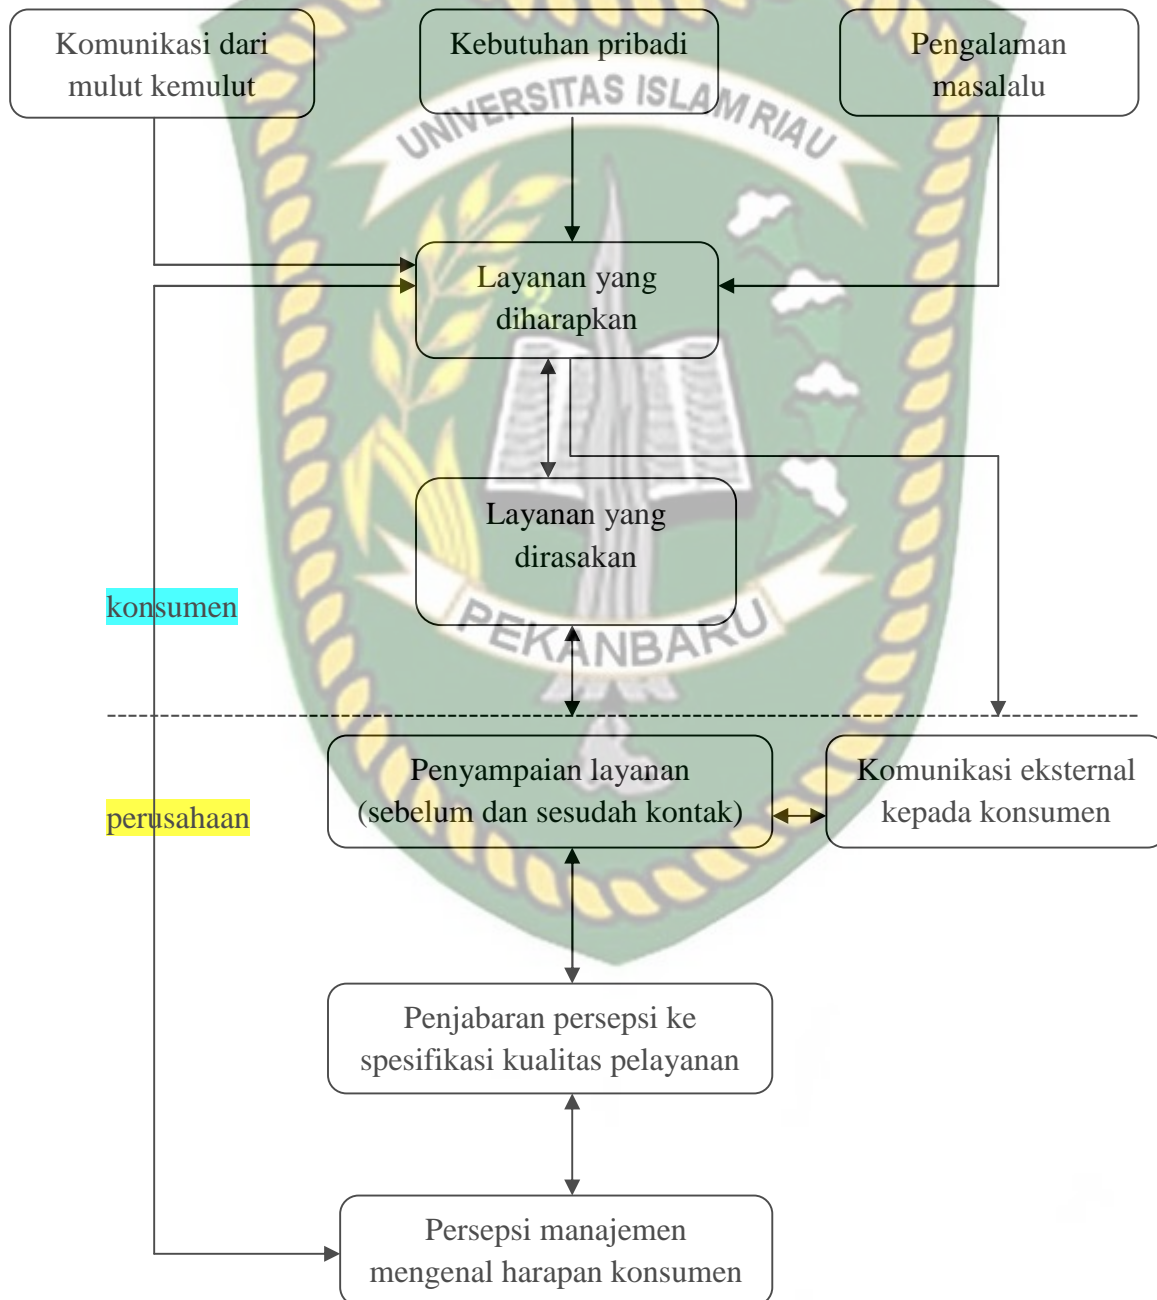 Komunikasi dari
mulut kemulut
Kebutuhan pribadi
Pengalaman
masalalu
UNIVERSITAS ISLAM RIAU
Layanan yang
diharapkan
Layanan yang
dirasakan
konsumen
PEKANBARU
Penyampaian layanan
(sebelum dan sesudah kontak)
Komunikasi eksternal
kepada konsumen
perusahaan
Penjabaran persepsi ke
spesifikasi kualitas pelayanan
Persepsi manajemen
mengenal harapan konsumen